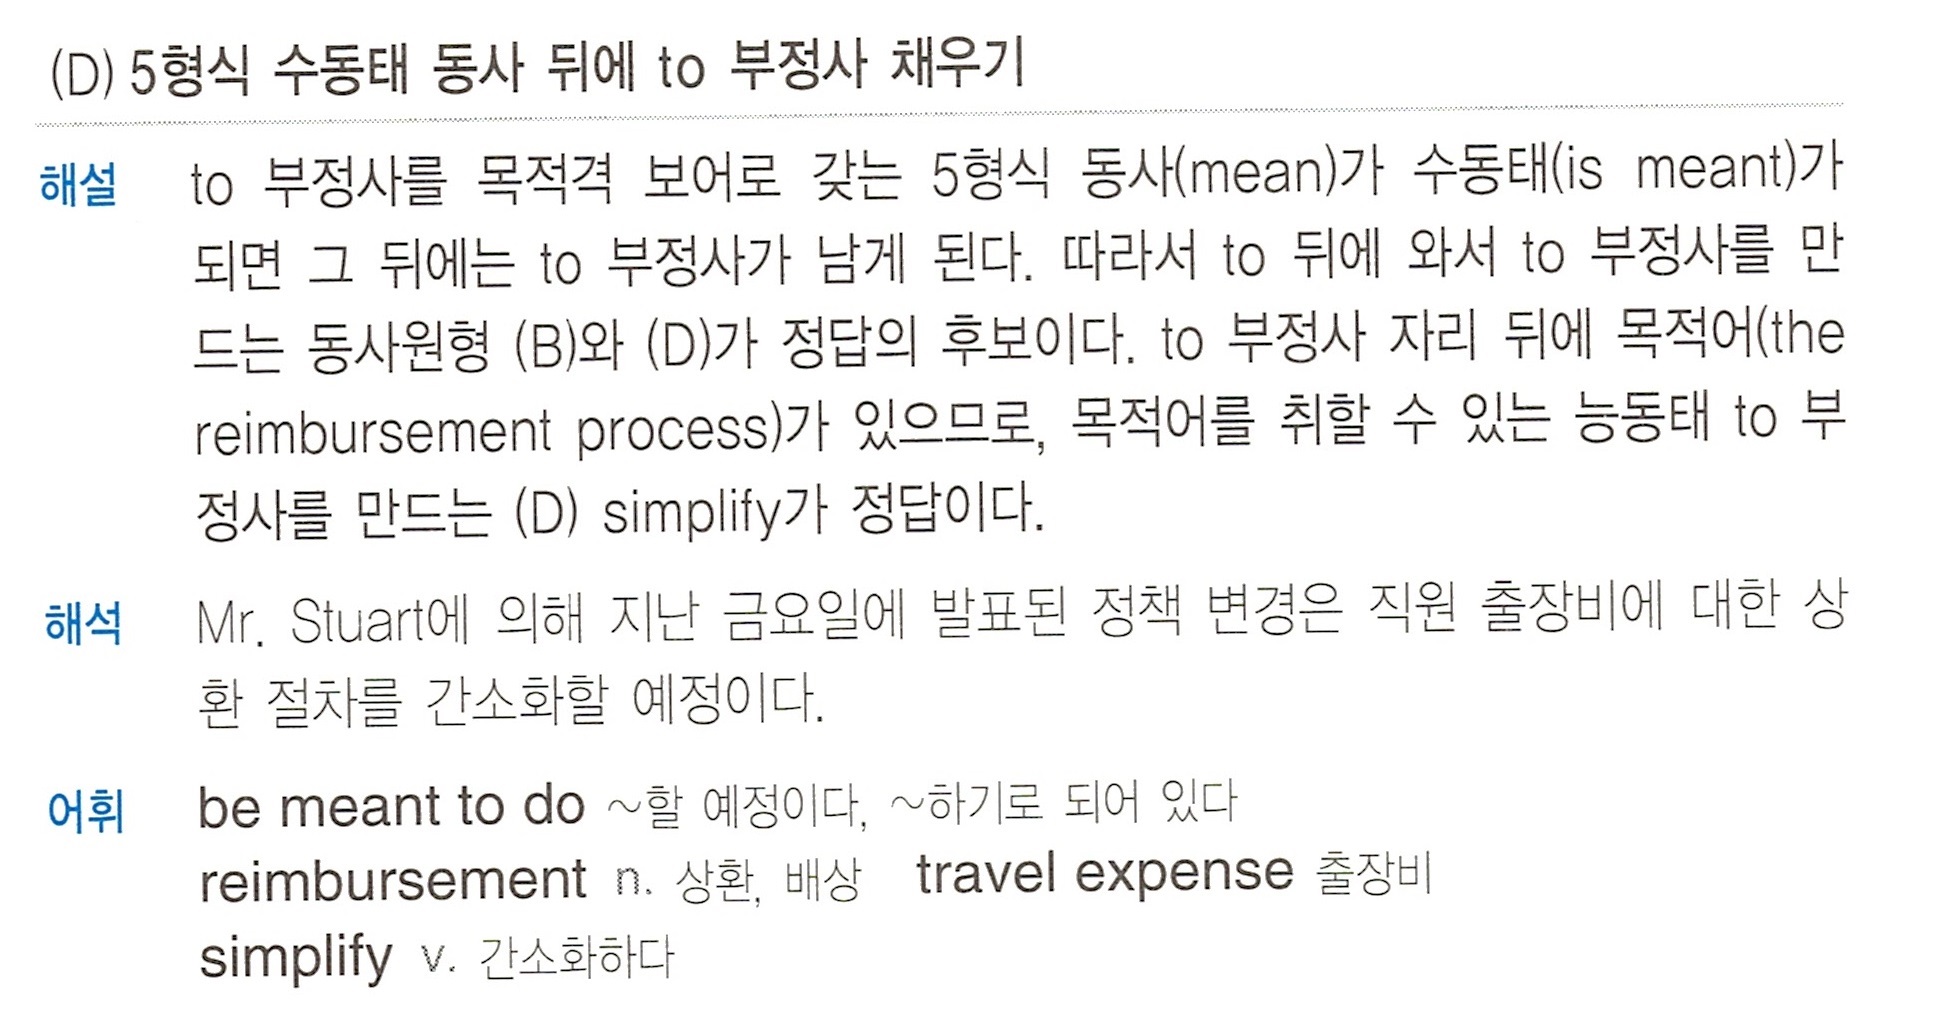 (D) 5형식 수동태 동사 뒤에 to 부정사 채우기
해설 to 부정사를 목적격 보어로 갖는 5형식 동사(mean)가 수동태(is meant)가
되면 그 뒤에는 to 부정사가 남게 된다. 따라서 to 뒤에 와서 to 부정사를 만
드는 동사원형 (B)와 (D)가 정답의 후보이다. to 부정사 자리 뒤에 목적어(the
reimbursement process)가 있으므로, 목적어를 취할 수 있는 능동태 to 부
정사를 만드는 (D) simplify가 정답이다.
해석 Mr. Stuart에 의해 지난 금요일에 발표된 정책 변경은 직원 출장비에 대한 상
환 절차를 간소화할 예정이다.
어휘 be meant to do ~할 예정이다, ~하기로 되어 있다
reimbursement n. 상환, 배상 travel expense 출장비
simplify v. 간소화하다